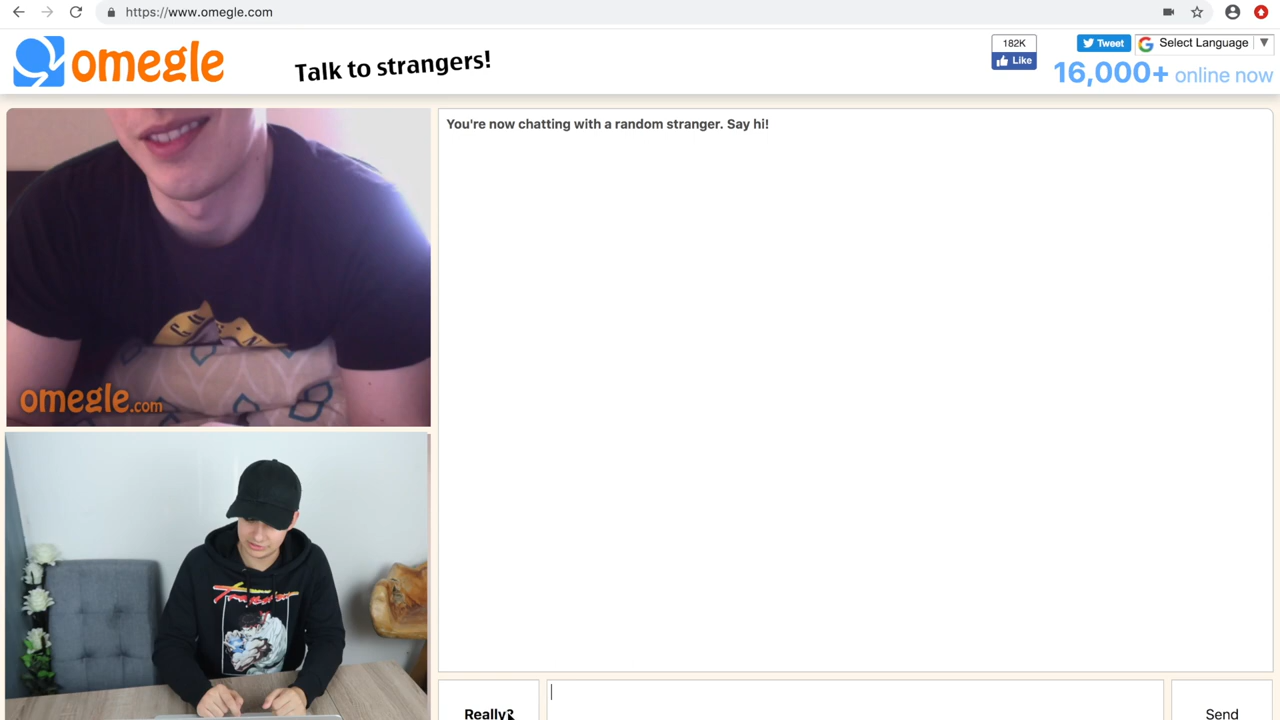 https://www.omegle.com
omegle
Talk to strangers!
182K
Like
Tweet
Select Language
16,000+ online now
You're now chatting with a random stranger. Say hi!
omegle.com
Really?
Send